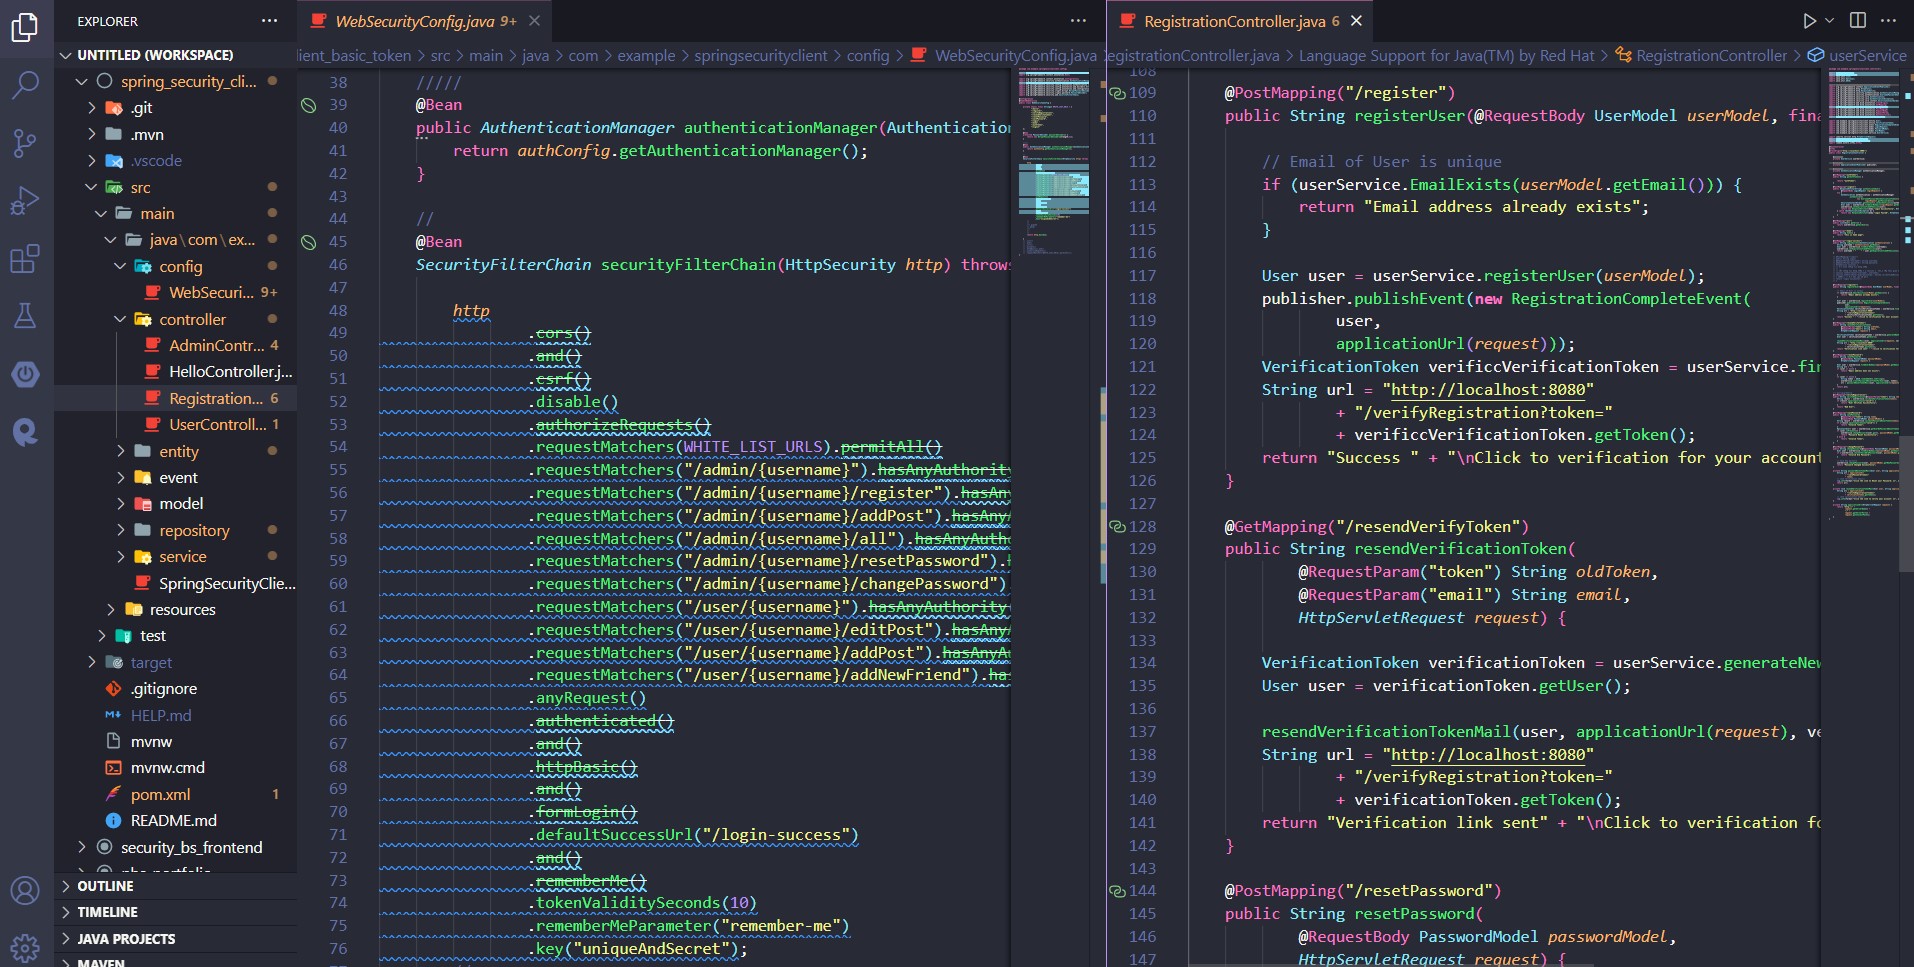 EXPLORER
UNTITLED (WORKSPACE)
spring_security_cli...
.git
.mvn
.vscode
src
main
java\com\ex...
config
WebSecuri... 9+
controller
AdminContr... 4
HelloController.j...
Registration... 6
UserControll... 1
entity
event
model
repository
service
SpringSecurityClie...
resources
test
target
.gitignore
HELP.md
mvnw
mvnw.cmd
pom.xml 1
README.md
security_bs_frontend
OUTLINE
TIMELINE
JAVA PROJECTS
MAVEN
WebSecurityConfig.java 9+
ient_basic_token > src > main > java > com > example > springsecurityclient > config > WebSecurityConfig.java
38 /////
39 @Bean
40 public AuthenticationManager authenticationManager(Authentication
41 return authConfig.getAuthenticationManager();
42 }
43
44 //
45 @Bean
46 SecurityFilterChain securityFilterChain(HttpSecurity http) throws
47
48 http
49 .cors()
50 .and()
51 .csrf()
52 .disable()
53 .authorizeRequests()
54 .requestMatchers(WHITE_LIST_URLS).permitAll()
55 .requestMatchers("/admin/{username}").hasAnyAuthorit
56 .requestMatchers("/admin/{username}/register").hasAn
57 .requestMatchers("/admin/{username}/addPost").hasAny
58 .requestMatchers("/admin/{username}/all").hasAnyAuth
59 .requestMatchers("/admin/{username}/resetPassword").
60 .requestMatchers("/admin/{username}/changePassword").
61 .requestMatchers("/user/{username}").hasAnyAuthority
62 .requestMatchers("/user/{username}/editPost").hasAny
63 .requestMatchers("/user/{username}/addPost").hasAny
64 .requestMatchers("/user/{username}/addNewFriend").has
65 .anyRequest()
66 .authenticated()
67 .and()
68 .httpBasic()
69 .and()
70 .formLogin()
71 .defaultSuccessUrl("/login-success")
72 .and()
73 .rememberMe()
74 .tokenValiditySeconds(10)
75 .rememberMeParameter("remember-me")
76 .key("uniqueAndSecret");
RegistrationController.java 6
egistrationController.java > Language Support for Java(TM) by Red Hat > RegistrationController > userService
108
109 @PostMapping("/register")
110 public String registerUser(@RequestBody UserModel userModel, fina
111
112 // Email of User is unique
113 if (userService.EmailExists(userModel.getEmail())) {
114 return "Email address already exists";
115 }
116
117 User user = userService.registerUser(userModel);
118 publisher.publishEvent(new RegistrationCompleteEvent(
119 user,
120 applicationUrl(request)));
121 VerificationToken verificcVerificationToken = userService.fin
122 String url = "http://localhost:8080"
123 + "/verifyRegistration?token="
124 + verificcVerificationToken.getToken();
125 return "Success " + "\nClick to verification for your account
126 }
127
128 @GetMapping("/resendVerifyToken")
129 public String resendVerificationToken(
130 @RequestParam("token") String oldToken,
131 @RequestParam("email") String email,
132 HttpServletRequest request) {
133
134 VerificationToken verificationToken = userService.generateNew
135 User user = verificationToken.getUser();
136
137 resendVerificationTokenMail(user, applicationUrl(request), ve
138 String url = "http://localhost:8080"
139 + "/verifyRegistration?token="
140 + verificationToken.getToken();
141 return "Verification link sent" + "\nClick to verification fo
142 }
143
144 @PostMapping("/resetPassword")
145 public String resetPassword(
146 @RequestBody PasswordModel passwordModel,
147 HttpServletRequest request) {